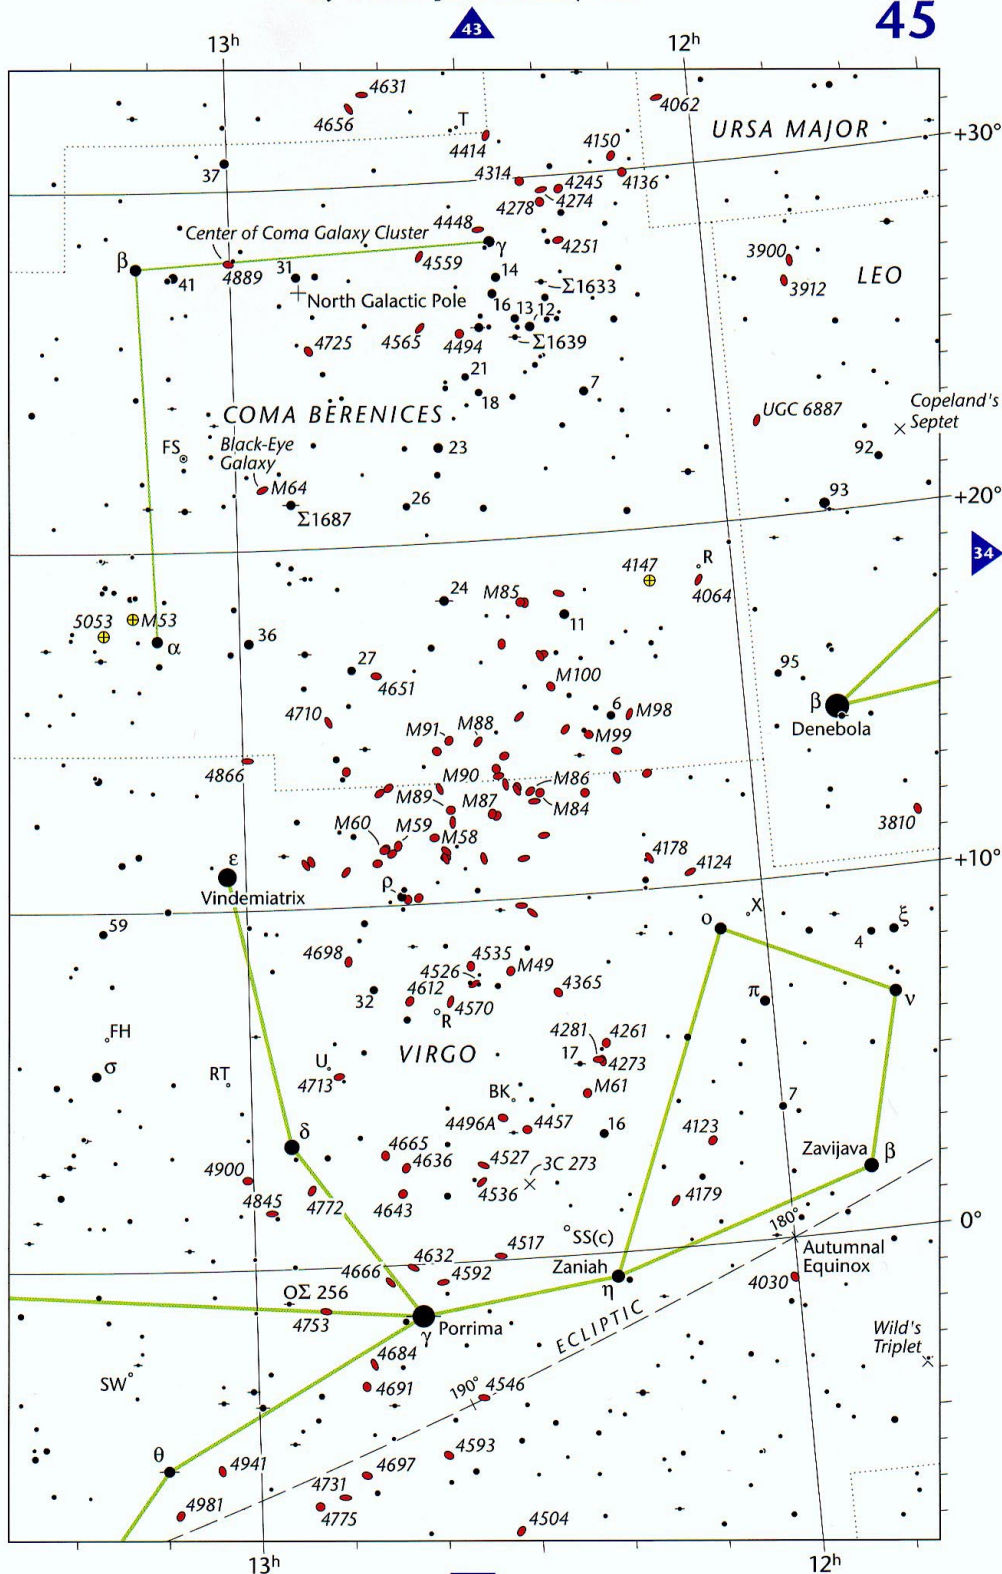 43
45
13h
12h
4631
4656
T
4062
URSA MAJOR
+30°
4414
4150
37
4314
4245
4136
4274
4278
4448
Center of Coma Galaxy Cluster
γ
4251
β
4889
4559
3900
LEO
41
31
14
Σ1633
3912
North Galactic Pole
16
13
12
4725
4565
4494
Σ1639
21
7
18
COMA BERENICES
UGC 6887
Copeland's
Septet
FS
Black-Eye
Galaxy
23
92
M64
26
93
+20°
Σ1687
34
4147
R
24
M85
4064
5053
M53
11
α
36
27
4651
M100
95
β
Denebola
4710
6
M98
M91
M88
M99
4866
M90
M86
M89
M87
M84
3810
M60
M59
M58
4178
4124
+10°
ε
Vindemiatrix
ρ
59
ο
X
ξ
4
4698
4535
M49
4526
4612
4365
π
ν
32
4570
R
FH
4281
4261
VIRGO
17
4273
σ
RT
U
4713
BK
M61
7
4496A
4457
16
4123
δ
Zavijava
β
4665
4636
4527
3C 273
4900
4536
4179
4845
4772
4643
180°
0°
SS(c)
4632
4517
Zaniah
Autumnal
Equinox
4666
4592
η
4030
OΣ 256
4753
γ
Porrima
ECLIPTIC
Wild's
Triplet
4684
SW
4691
190°
4546
θ
4593
4941
4697
4731
4981
4775
4504
13h
12h